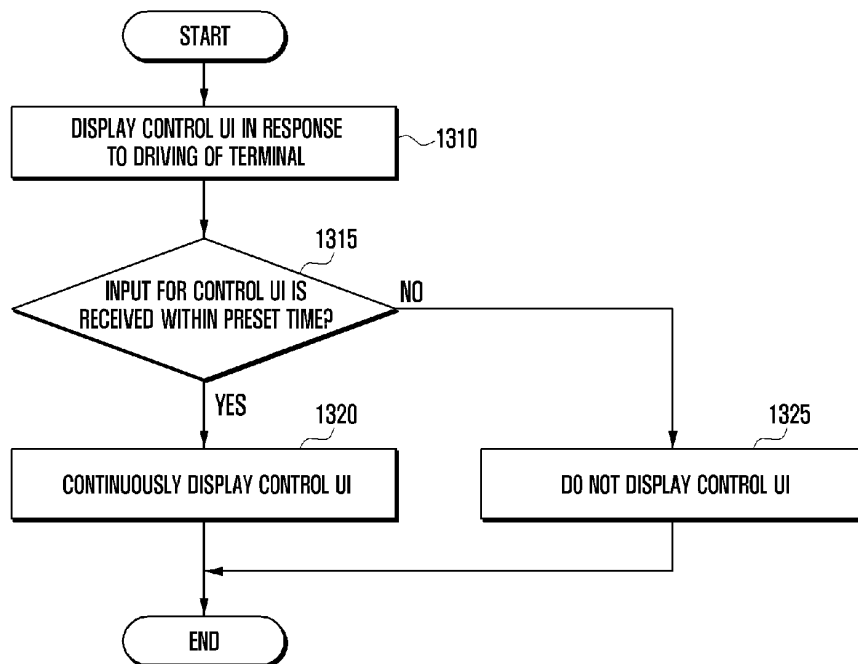 START
DISPLAY CONTROL UI IN RESPONSE
TO DRIVING OF TERMINAL
1310
1315
INPUT FOR CONTROL UI IS
RECEIVED WITHIN PRESET TIME?
NO
YES
1320
CONTINUOUSLY DISPLAY CONTROL UI
1325
DO NOT DISPLAY CONTROL UI
END